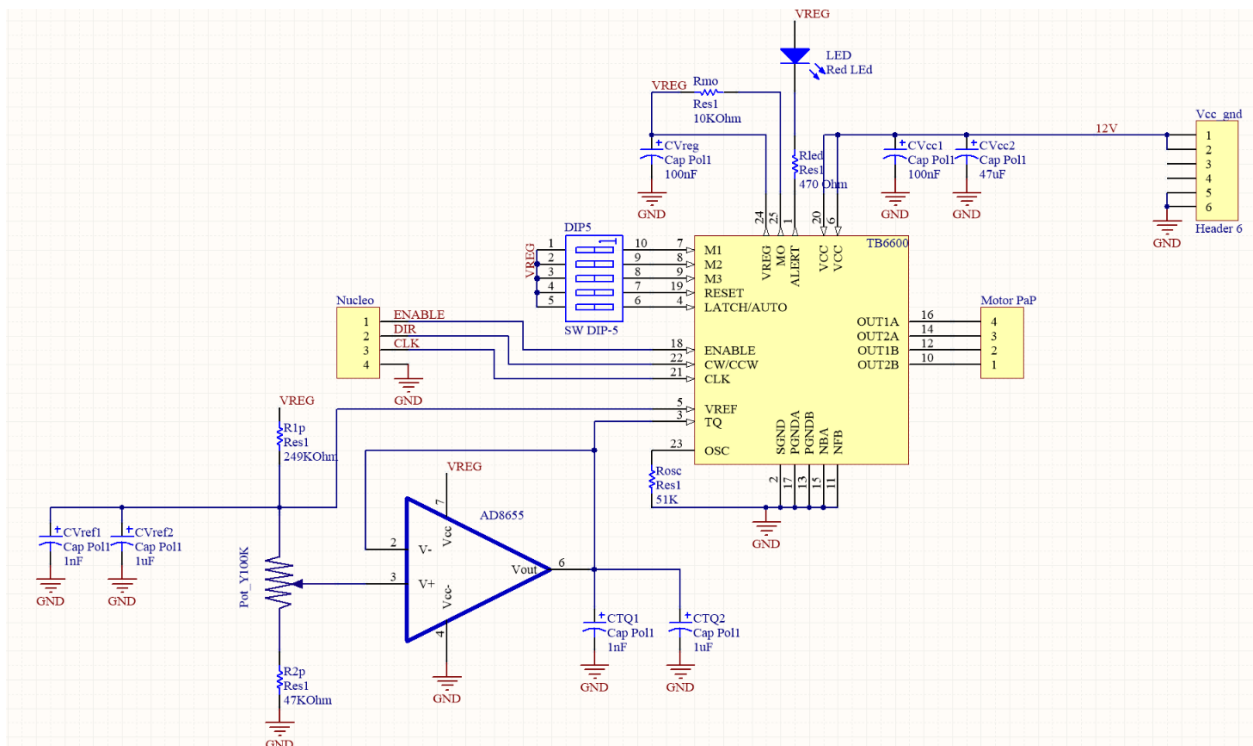 VREG
LED
Red LEd
VREG
Rmo
Res1
10KOhm
CVreg
Cap Pol1
100nF
GND
Rled
Res1
470 Ohm
12V
CVcc1
Cap Pol1
100nF
GND
CVcc2
Cap Pol1
47uF
GND
Vcc_gnd
1
2
3
4
5
6
Header 6
GND
DIP5
VREG
1
1 10
2 9
3 8
4 7
5 6
SW DIP-5
TB6600
24 VREG
25 MO
1 ALERT
20 VCC
6 VCC
7 M1
8 M2
9 M3
19 RESET
4 LATCH/AUTO
18 ENABLE
22 CW/CCW
21 CLK
5 VREF
3 TQ
23 OSC
OUT1A 16
OUT2A 14
OUT1B 12
OUT2B 10
SGND 2
PGNDA 17
PGNDB 13
NBA 15
NFB 11
GND
Motor PaP
4
3
2
1
Nucleo
1 ENABLE
2 DIR
3 CLK
4
GND
Rosc
Res1
51K
VREG
R1p
Res1
249KOhm
CVref1
Cap Pol1
1nF
GND
CVref2
Cap Pol1
1uF
GND
Pot_Y100K
R2p
Res1
47KOhm
GND
VREG
AD8655
7 Vcc
2 V-
3 V+
Vcc-
4
Vout 6
GND
CTQ1
Cap Pol1
1nF
GND
CTQ2
Cap Pol1
1uF
GND